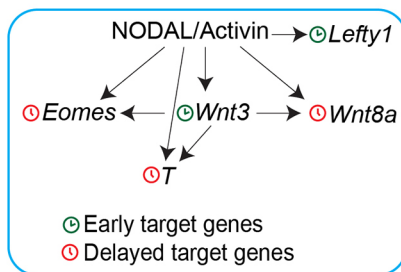 NODAL/Activin
Lefty1
Eomes Wnt3 Wnt8a
T
Early target genes
Delayed target genes